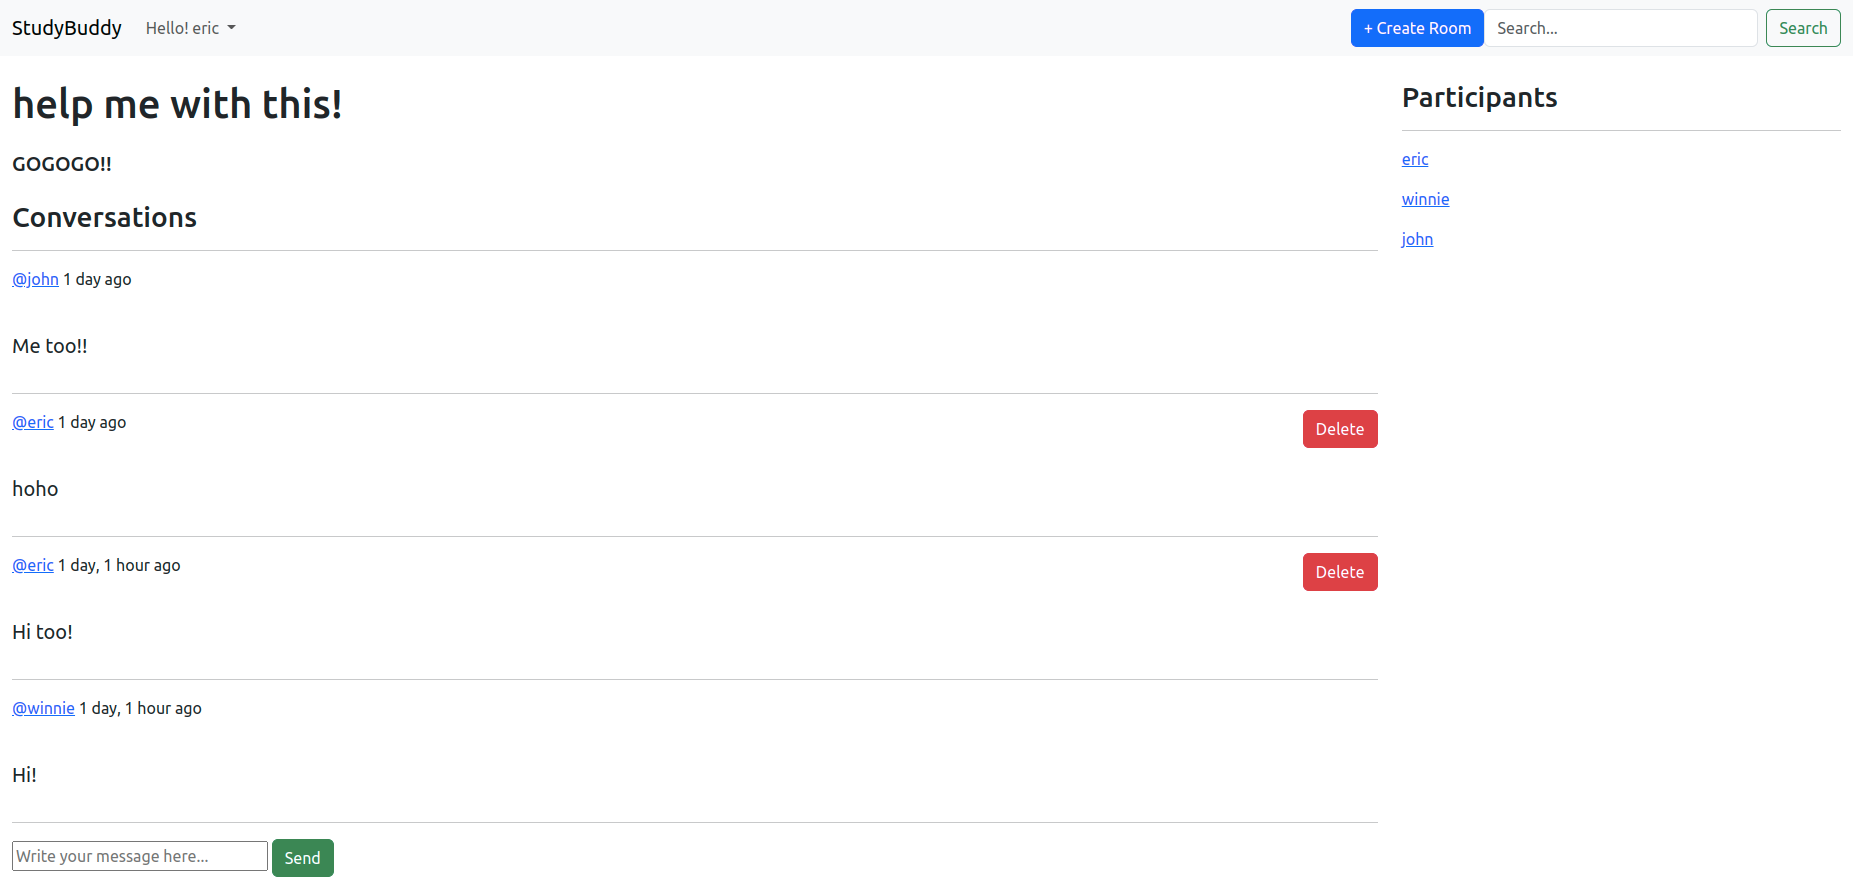 StudyBuddy Hello! eric + Create Room Search... Search
help me with this!
GOGOGO!!
Conversations
@john 1 day ago
Me too!!
@eric 1 day ago Delete
hoho
@eric 1 day, 1 hour ago Delete
Hi too!
@winnie 1 day, 1 hour ago
Hi!
Write your message here... Send
Participants
eric
winnie
john